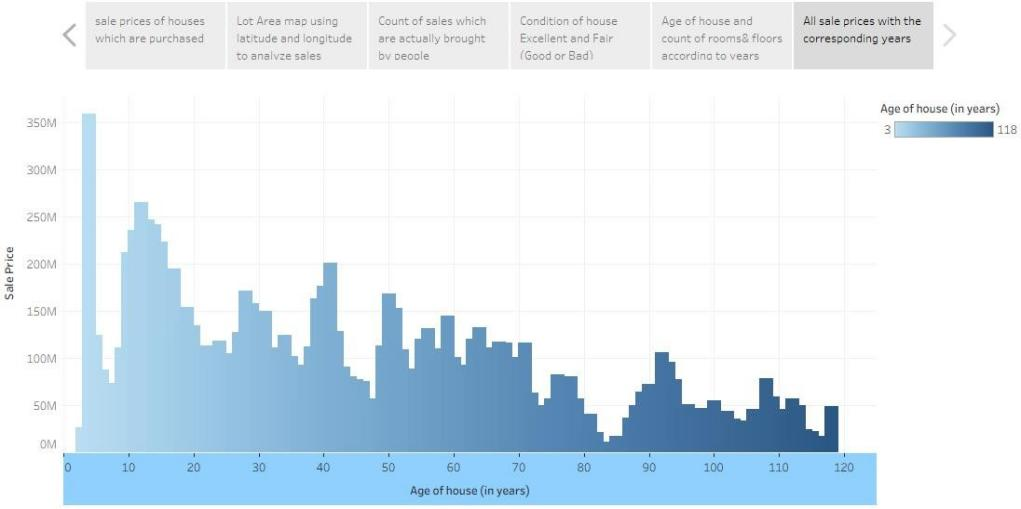 sale prices of houses
which are purchased
Lot Area map using
latitude and longitude
to analyze sales
Count of sales which
are actually brought
by people
Condition of house
Excellent and Fair
(Good or Bad)
Age of house and
count of rooms& floors
according to years
All sale prices with the
corresponding years
Age of house (in years)
3 118
350M
300M
250M
200M
150M
100M
50M
0M
Sale Price
0 10 20 30 40 50 60 70 80 90 100 110 120
Age of house (in years)